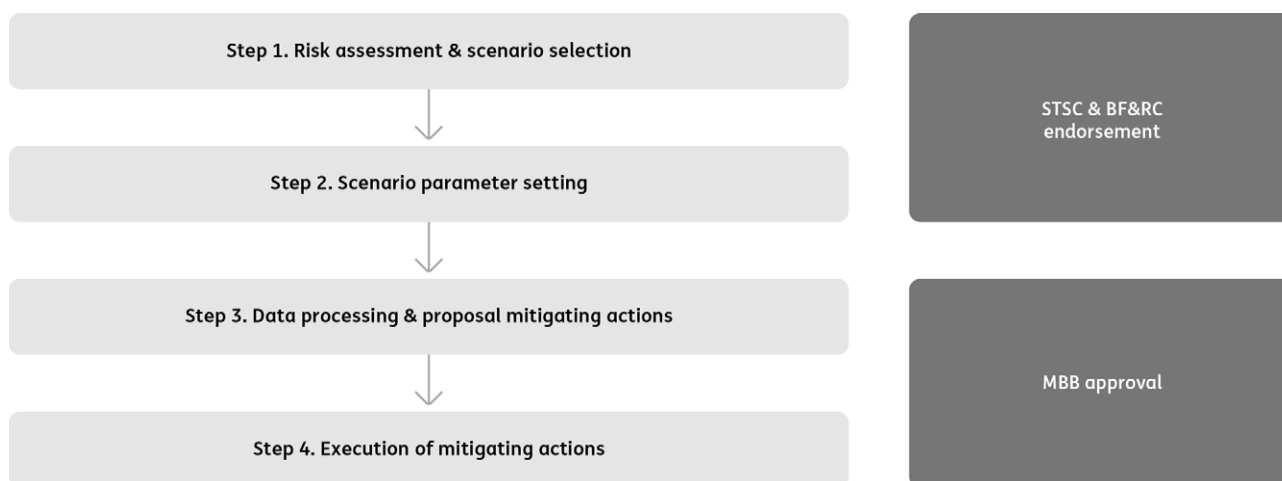 Step 1. Risk assessment & scenario selection
STSC & BF&RC
endorsement
Step 2. Scenario parameter setting
Step 3. Data processing & proposal mitigating actions
MBB approval
Step 4. Execution of mitigating actions